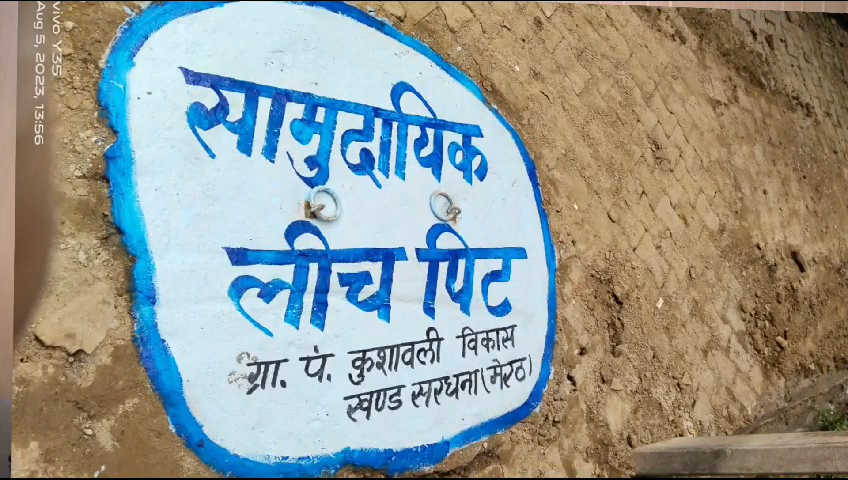 सामुदायिक
लीच पिट
ग्रा. पं. कुशावली विकास
खण्ड सरधना (मेरठ)
vivo Y35
Aug 5, 2023, 13:56